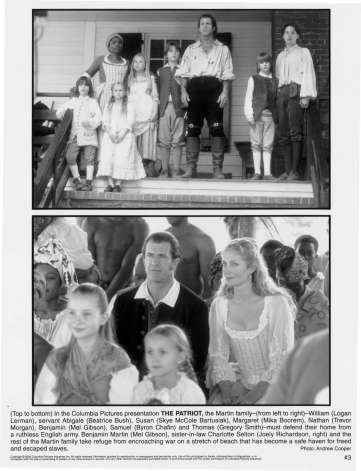 (Top to bottom) In the Columbia Pictures presentation THE PATRIOT, the Martin family--(from left to right)--William (Logan
Lerman), servant Abigale (Beatrice Bush), Susan (Skye McCole Bartusiak), Margaret (Mika Boorem), Nathan (Trevor
Morgan), Benjamin (Mel Gibson), Samuel (Bryon Chafin) and Thomas (Gregory Smith)--must defend their home from
a ruthless English army. Benjamin Martin (Mel Gibson), sister-in-law Charlotte Selton (Joely Richardson, right) and the
rest of the Martin family take refuge from encroaching war on a stretch of beach that has become a safe haven for freed
and escaped slaves.
Photo: Andrew Cooper
43